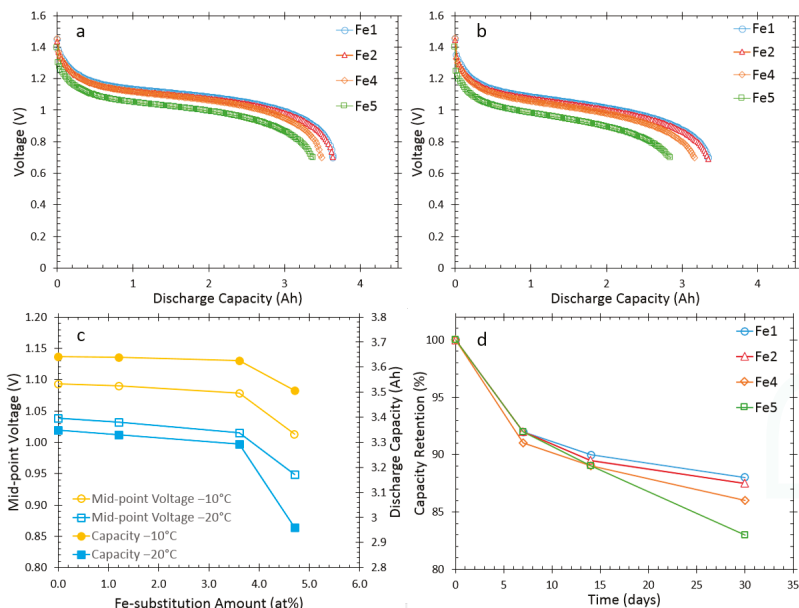 a
Fe1
Fe2
Fe4
Fe5
1.6
1.4
1.2
1
0.8
0.6
0.4
0.2
0
Voltage (V)
0 1 2 3 4
Discharge Capacity (Ah)
b
Fe1
Fe2
Fe4
Fe5
1.6
1.4
1.2
1
0.8
0.6
0.4
0.2
0
Voltage (V)
0 1 2 3 4
Discharge Capacity (Ah)
c
1.20
1.15
1.10
1.05
1.00
0.95
0.90
0.85
0.80
Mid-point Voltage (V)
3.8
3.7
3.6
3.5
3.4
3.3
3.2
3.1
3
2.9
2.8
Discharge Capacity (Ah)
Mid-point Voltage –10°C
Mid-point Voltage –20°C
Capacity –10°C
Capacity –20°C
0.0 1.0 2.0 3.0 4.0 5.0 6.0
Fe-substitution Amount (at%)
d
Fe1
Fe2
Fe4
Fe5
100
95
90
85
80
Capacity Retention (%)
0 5 10 15 20 25 30 35
Time (days)